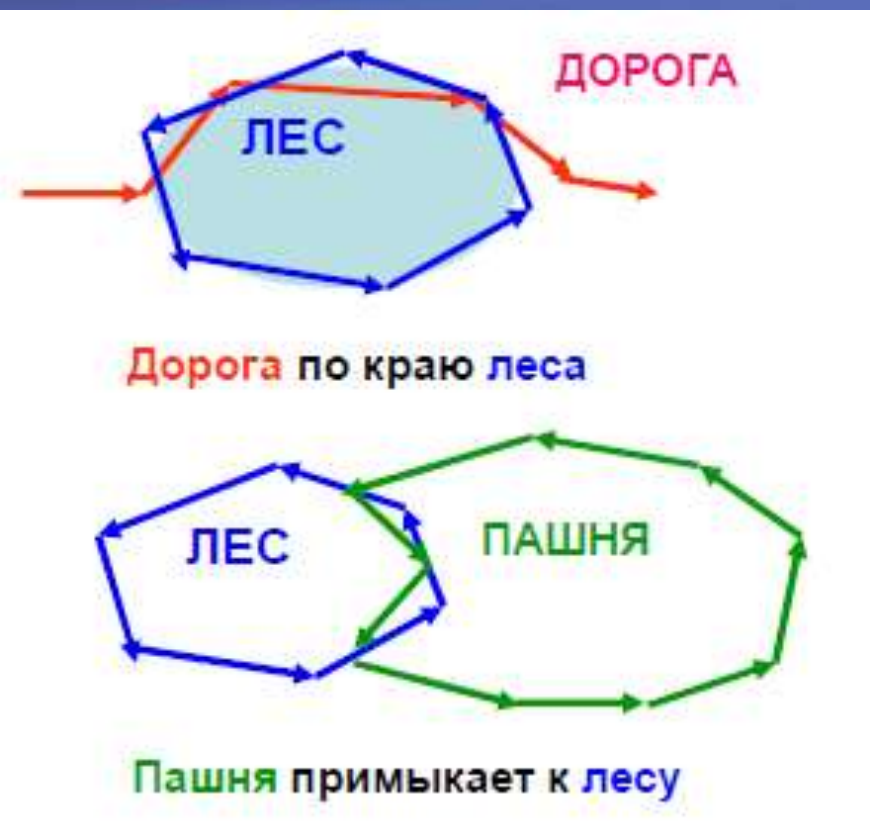 ДОРОГА
ЛЕС
Дорога по краю леса
ЛЕС
ПАШНЯ
Пашня примыкает к лесу